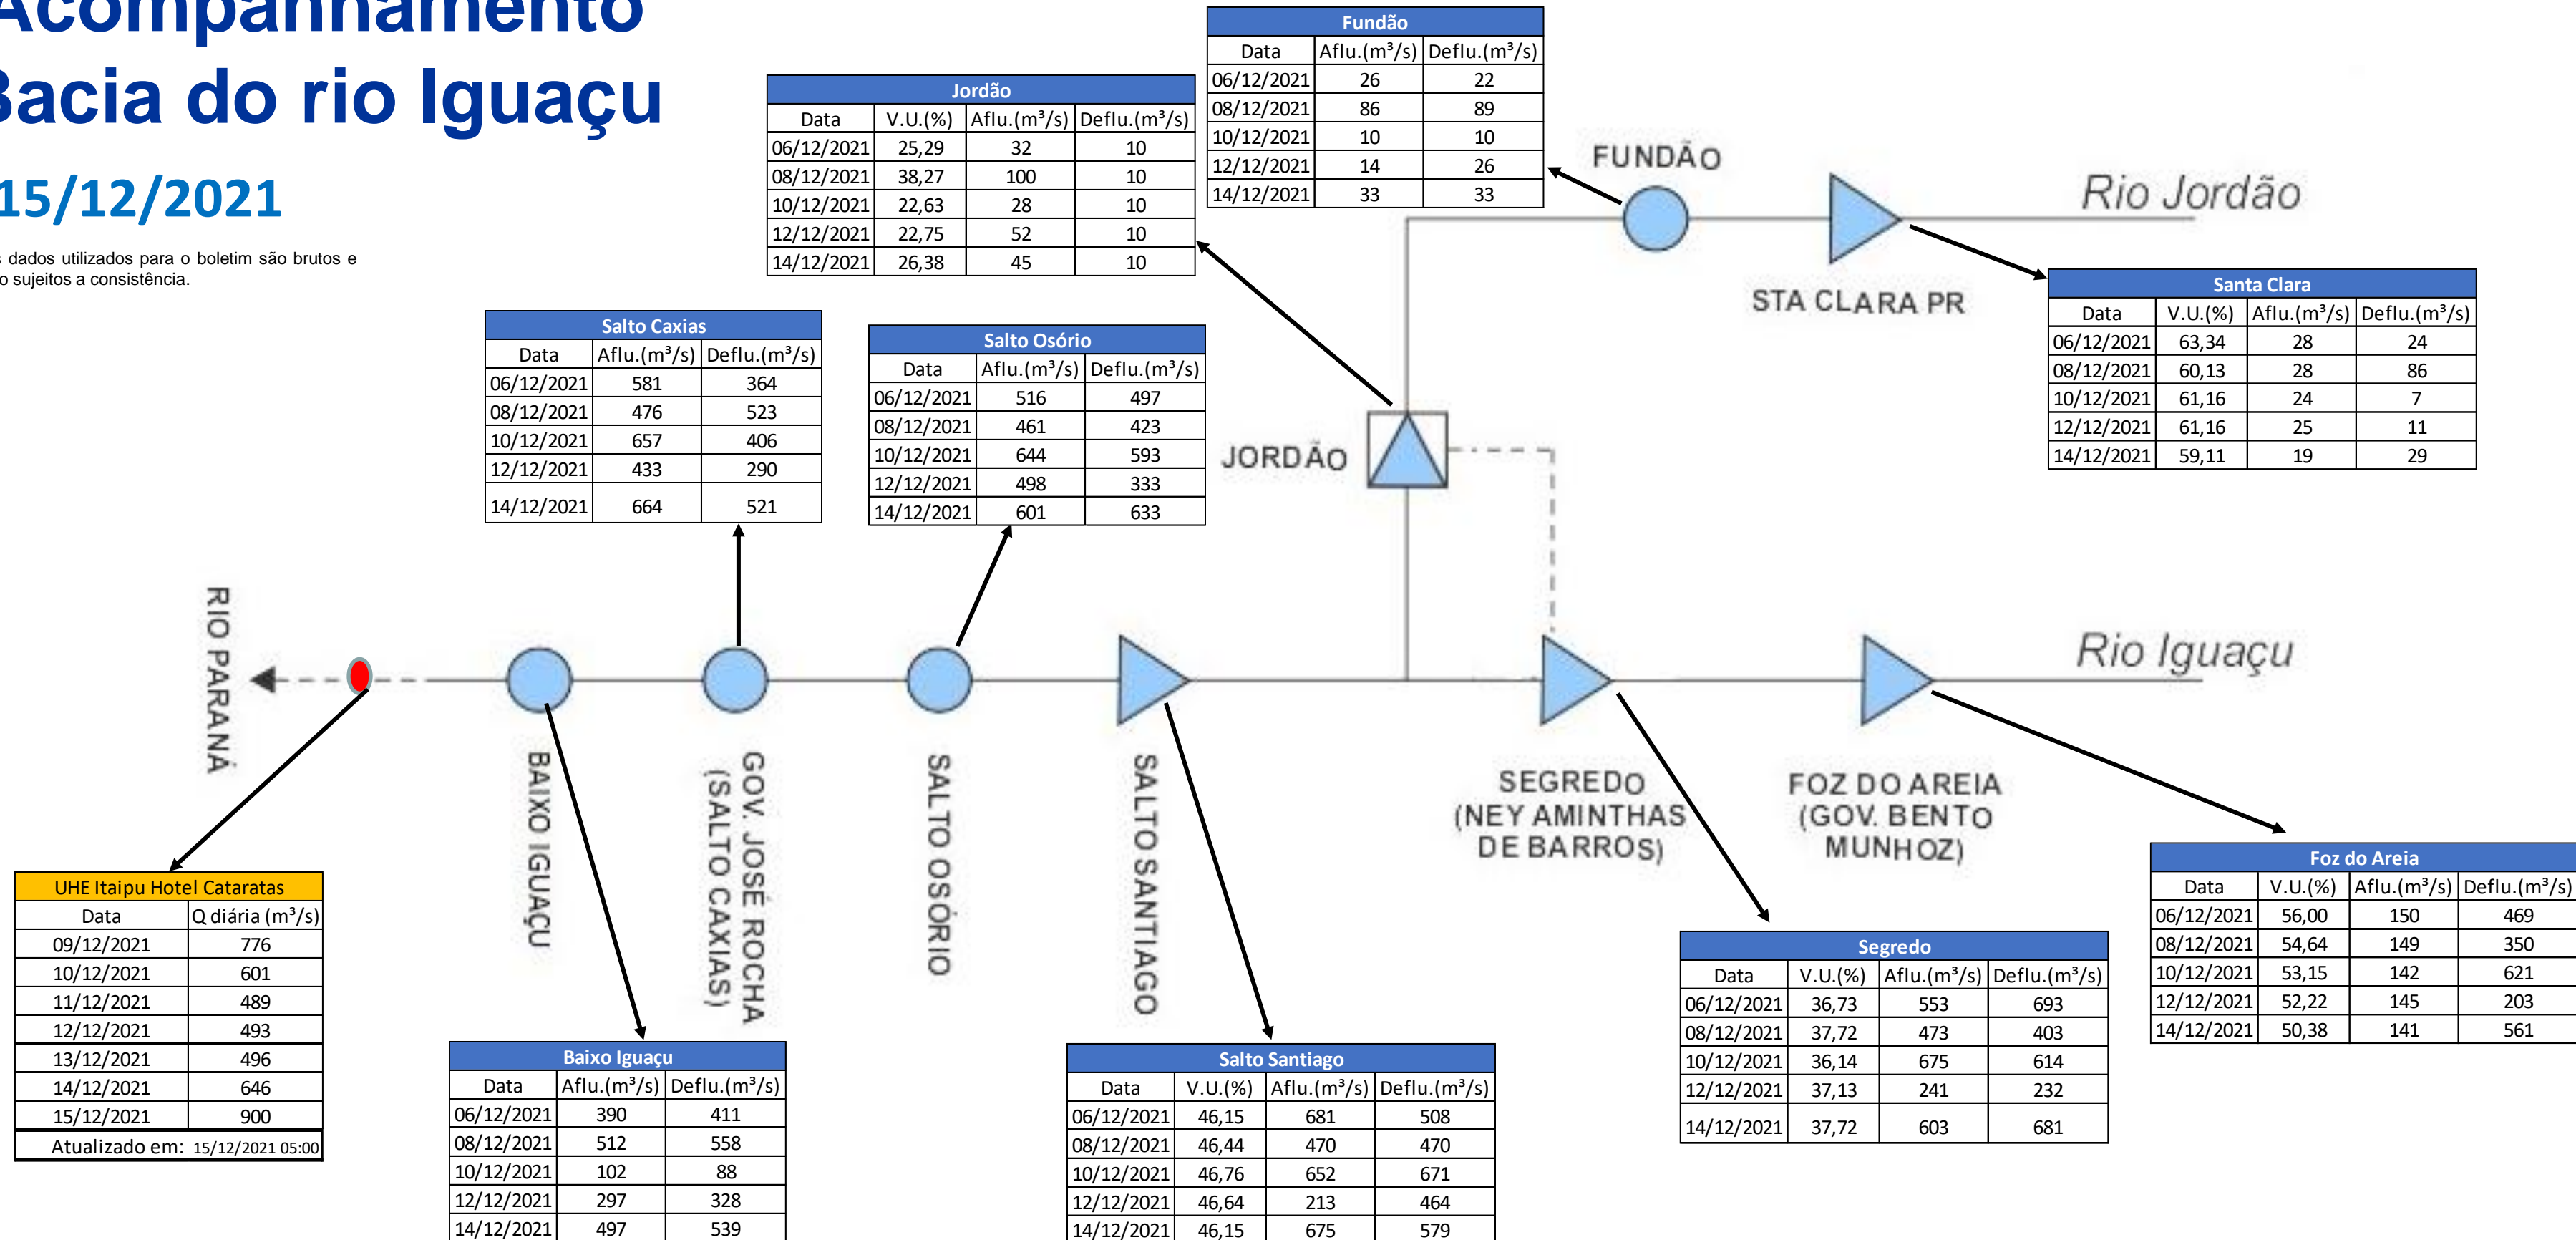 Acompanhamento
Bacia do rio Iguaçu
15/12/2021
s dados utilizados para o boletim são brutos e
o sujeitos a consistência.
Fundão
Data Aflu.(m³/s) Deflu.(m³/s)
06/12/2021 26 22
08/12/2021 86 89
10/12/2021 10 10
12/12/2021 14 26
14/12/2021 33 33
Jordão
Data V.U.(%) Aflu.(m³/s) Deflu.(m³/s)
06/12/2021 25,29 32 10
08/12/2021 38,27 100 10
10/12/2021 22,63 28 10
12/12/2021 22,75 52 10
14/12/2021 26,38 45 10
FUNDÃO
Rio Jordão
STA CLARA PR
Santa Clara
Data V.U.(%) Aflu.(m³/s) Deflu.(m³/s)
06/12/2021 63,34 28 24
08/12/2021 60,13 28 86
10/12/2021 61,16 24 7
12/12/2021 61,16 25 11
14/12/2021 59,11 19 29
Salto Caxias
Data Aflu.(m³/s) Deflu.(m³/s)
06/12/2021 581 364
08/12/2021 476 523
10/12/2021 657 406
12/12/2021 433 290
14/12/2021 664 521
Salto Osório
Data Aflu.(m³/s) Deflu.(m³/s)
06/12/2021 516 497
08/12/2021 461 423
10/12/2021 644 593
12/12/2021 498 333
14/12/2021 601 633
JORDÃO
RIO PARANÁ
Rio Iguaçu
BAIXO IGUAÇU
GOV. JOSÉ ROCHA
(SALTO CAXIAS)
SALTO OSÓRIO
SALTO SANTIAGO
SEGREDO
(NEY AMINTHAS
DE BARROS)
FOZ DO AREIA
(GOV. BENTO
MUNHOZ)
UHE Itaipu Hotel Cataratas
Data Q diária (m³/s)
09/12/2021 776
10/12/2021 601
11/12/2021 489
12/12/2021 493
13/12/2021 496
14/12/2021 646
15/12/2021 900
Atualizado em: 15/12/2021 05:00
Baixo Iguaçu
Data Aflu.(m³/s) Deflu.(m³/s)
06/12/2021 390 411
08/12/2021 512 558
10/12/2021 102 88
12/12/2021 297 328
14/12/2021 497 539
Salto Santiago
Data V.U.(%) Aflu.(m³/s) Deflu.(m³/s)
06/12/2021 46,15 681 508
08/12/2021 46,44 470 470
10/12/2021 46,76 652 671
12/12/2021 46,64 213 464
14/12/2021 46,15 675 579
Segredo
Data V.U.(%) Aflu.(m³/s) Deflu.(m³/s)
06/12/2021 36,73 553 693
08/12/2021 37,72 473 403
10/12/2021 36,14 675 614
12/12/2021 37,13 241 232
14/12/2021 37,72 603 681
Foz do Areia
Data V.U.(%) Aflu.(m³/s) Deflu.(m³/s)
06/12/2021 56,00 150 469
08/12/2021 54,64 149 350
10/12/2021 53,15 142 621
12/12/2021 52,22 145 203
14/12/2021 50,38 141 561